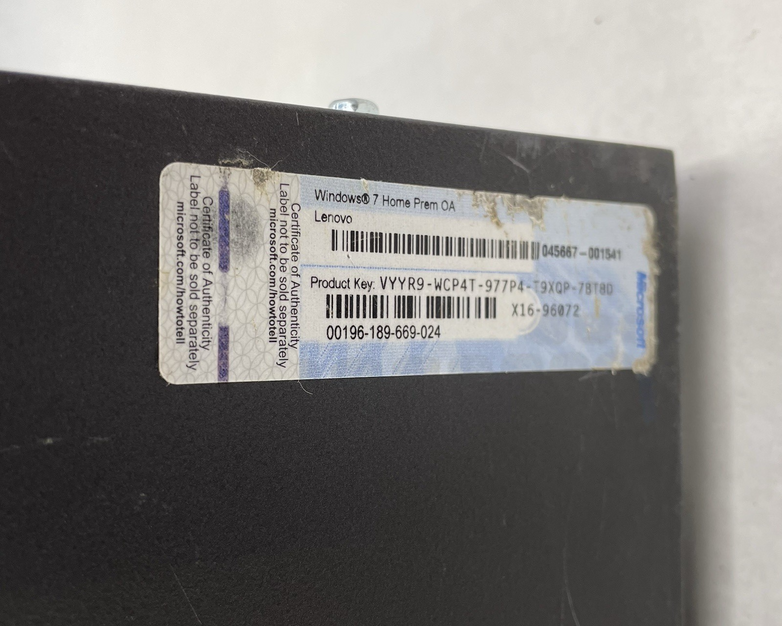 Certificate of Authenticity
Label not to be sold separately
microsoft.com/howtotell
Certificate of Authenticity
Label not to be sold separately
microsoft.com/howtotell
Windows® 7 Home Prem OA
Lenovo
045667-001541
Product Key: VYYR9-WCP4T-977P4-T9XQP-78T8D
X16-96072
00196-189-669-024
Microsoft